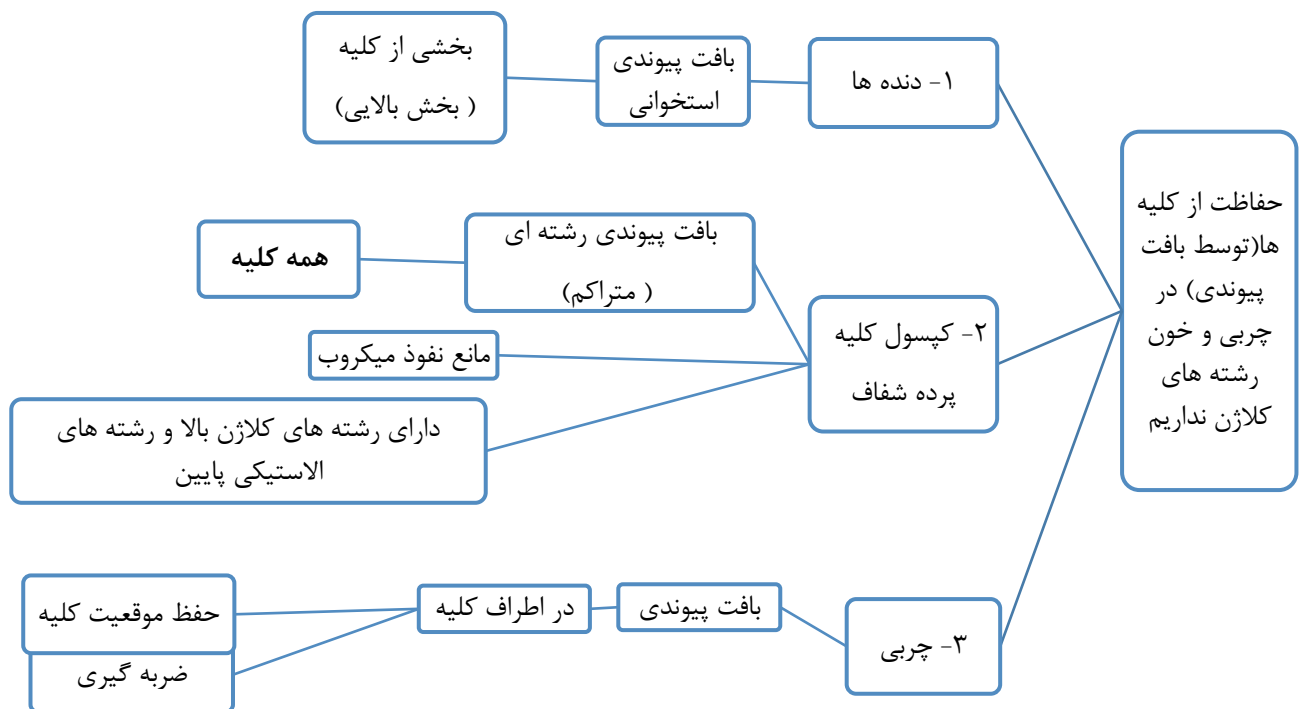 حفاظت از کلیه
ها(توسط بافت
پیوندی) در
چربی و خون
رشته های
کلاژن نداریم
۱- دنده ها
بافت پیوندی
استخوانی
بخشی از کلیه
( بخش بالایی)
۲- کپسول کلیه
پرده شفاف
بافت پیوندی رشته ای
( متراکم)
همه کلیه
مانع نفوذ میکروب
دارای رشته های کلاژن بالا و رشته های
الاستیکی پایین
۳- چربی
بافت پیوندی
در اطراف کلیه
حفظ موقعیت کلیه
ضربه گیری